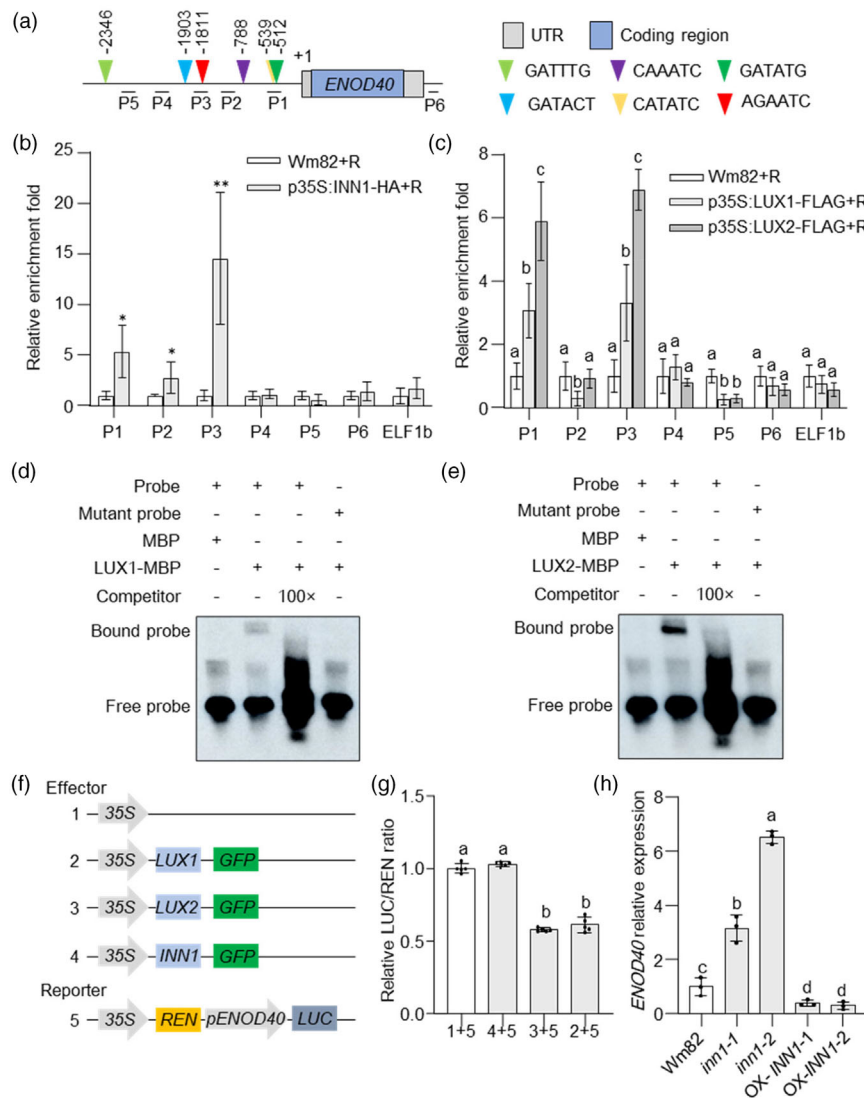 (a)
-2346 -1903 -1811 -788 -539 -512
+1
ENOD40
P5 P4 P3 P2 P1 P6
UTR Coding region
GATTTG CAAATC GATATG
GATACT CATATC AGAATC
(b)
Relative enrichment fold
25
20
15
10
5
0
Wm82+R
p35S:INN1-HA+R
* * **
P1 P2 P3 P4 P5 P6 ELF1b
(c)
Relative enrichment fold
8
6
4
2
0
Wm82+R
p35S:LUX1-FLAG+R
p35S:LUX2-FLAG+R
a b c a b a a b c a a a a b b a a a a a a
P1 P2 P3 P4 P5 P6 ELF1b
(d)
Probe + + + -
Mutant probe - - - +
MBP + - - -
LUX1-MBP - + + +
Competitor - - 100× -
Bound probe
Free probe
(e)
Probe + + + -
Mutant probe - - - +
MBP + - - -
LUX2-MBP - + + +
Competitor - - 100× -
Bound probe
Free probe
(f)
Effector
1 35S
2 35S LUX1 GFP
3 35S LUX2 GFP
4 35S INN1 GFP
Reporter
5 35S REN pENOD40 LUC
(g)
Relative LUC/REN ratio
1.5
1.0
0.5
0.0
a a b b
1+5 4+5 3+5 2+5
(h)
ENOD40 relative expression
8
6
4
2
0
c b a d d
Wm82 inn1-1 inn1-2 OX-INN1-1 OX-INN1-2